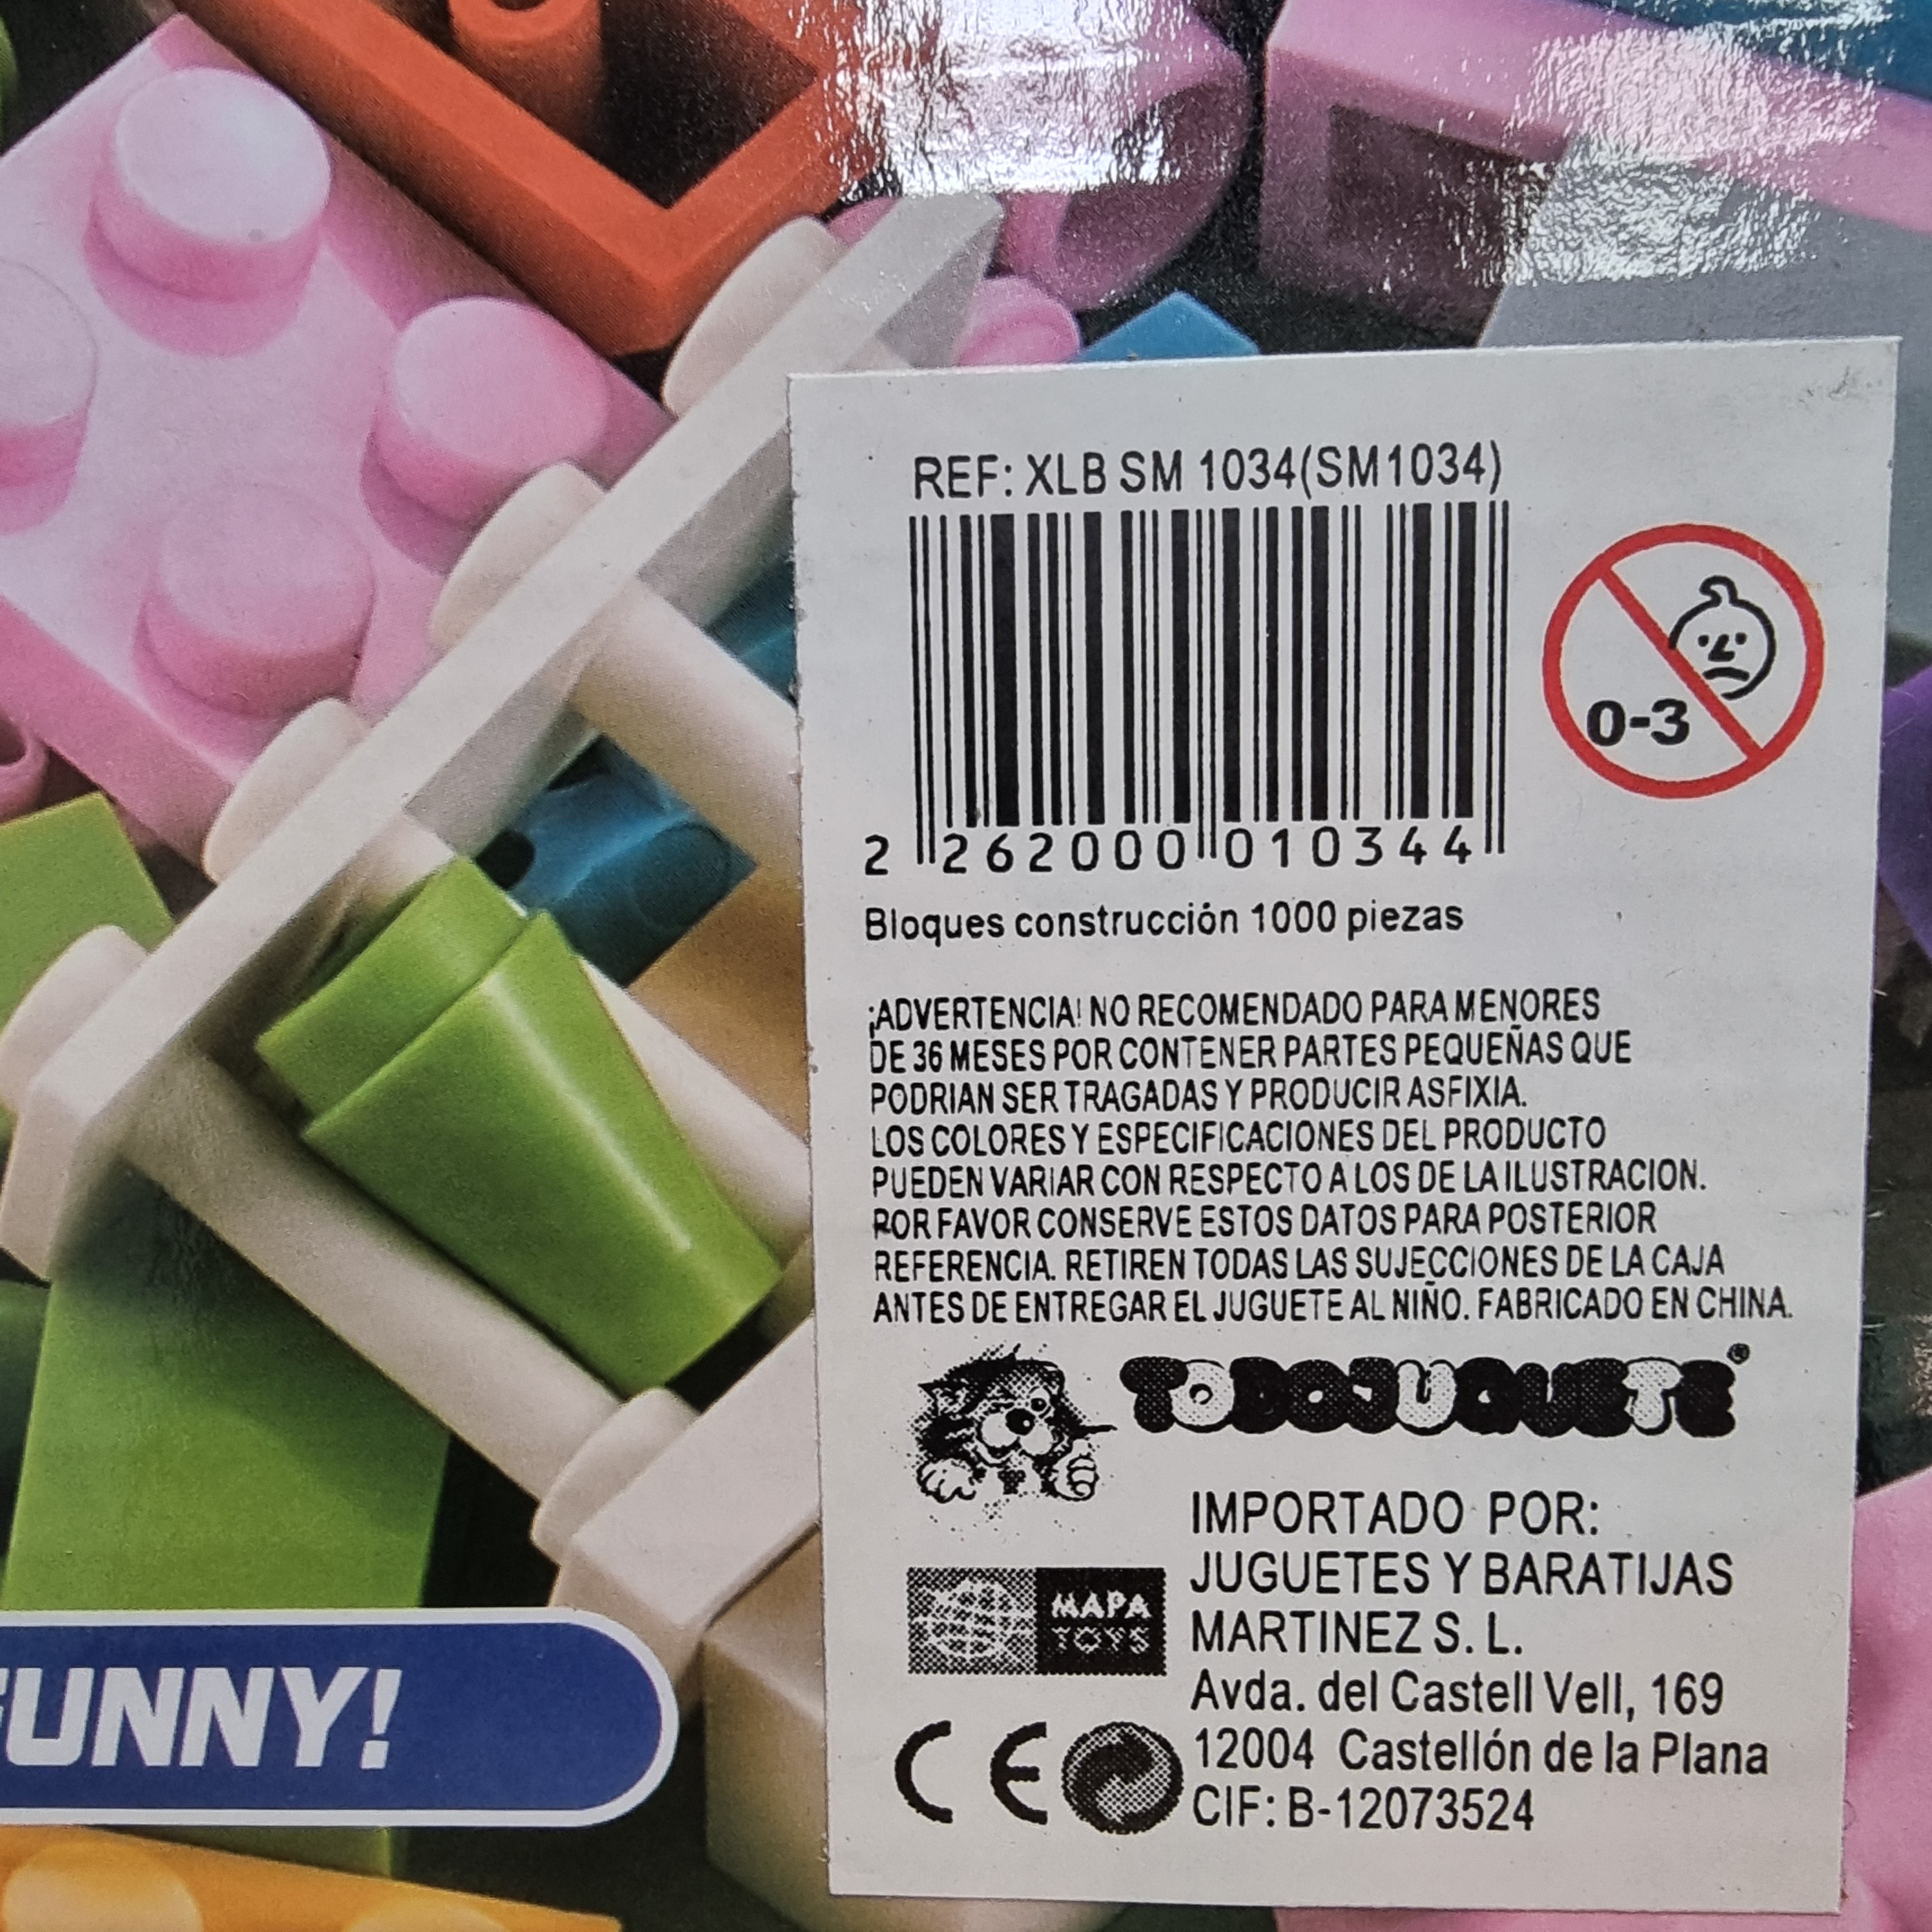 REF: XLB SM 1034(SM1034)
0-3
2 262000 010344
Bloques construcción 1000 piezas
¡ADVERTENCIA! NO RECOMENDADO PARA MENORES
DE 36 MESES POR CONTENER PARTES PEQUEÑAS QUE
PODRIAN SER TRAGADAS Y PRODUCIR ASFIXIA.
LOS COLORES Y ESPECIFICACIONES DEL PRODUCTO
PUEDEN VARIAR CON RESPECTO A LOS DE LA ILUSTRACION.
POR FAVOR CONSERVE ESTOS DATOS PARA POSTERIOR
REFERENCIA. RETIREN TODAS LAS SUJECCIONES DE LA CAJA
ANTES DE ENTREGAR EL JUGUETE AL NIÑO. FABRICADO EN CHINA.
TODOJUGUETE®
IMPORTADO POR:
JUGUETES Y BARATIJAS
MARTINEZ S. L.
MAPA
TOYS
Avda. del Castell Vell, 169
12004 Castellón de la Plana
CIF: B-12073524
CE
FUNNY!